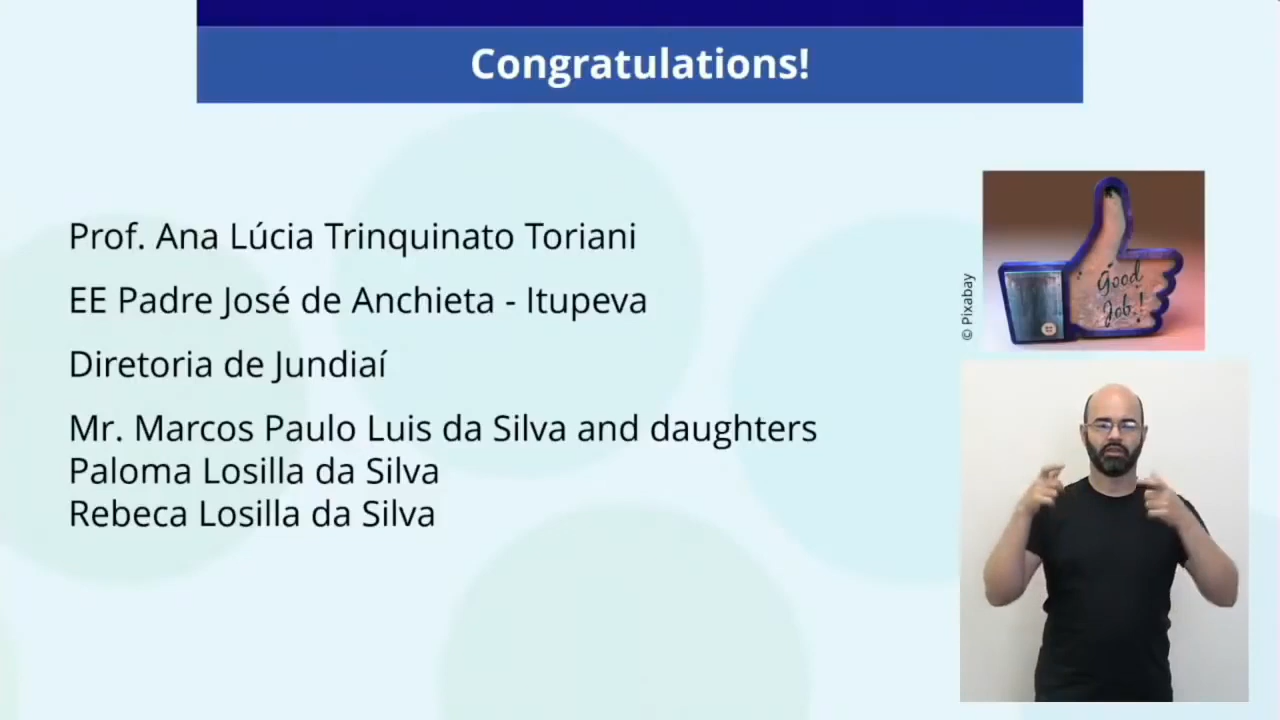 Congratulations!
Prof. Ana Lúcia Trinquinato Toriani
EE Padre José de Anchieta - Itupeva
Diretoria de Jundiaí
Mr. Marcos Paulo Luis da Silva and daughters
Paloma Losilla da Silva
Rebeca Losilla da Silva
© Pixabay
Good
Job!